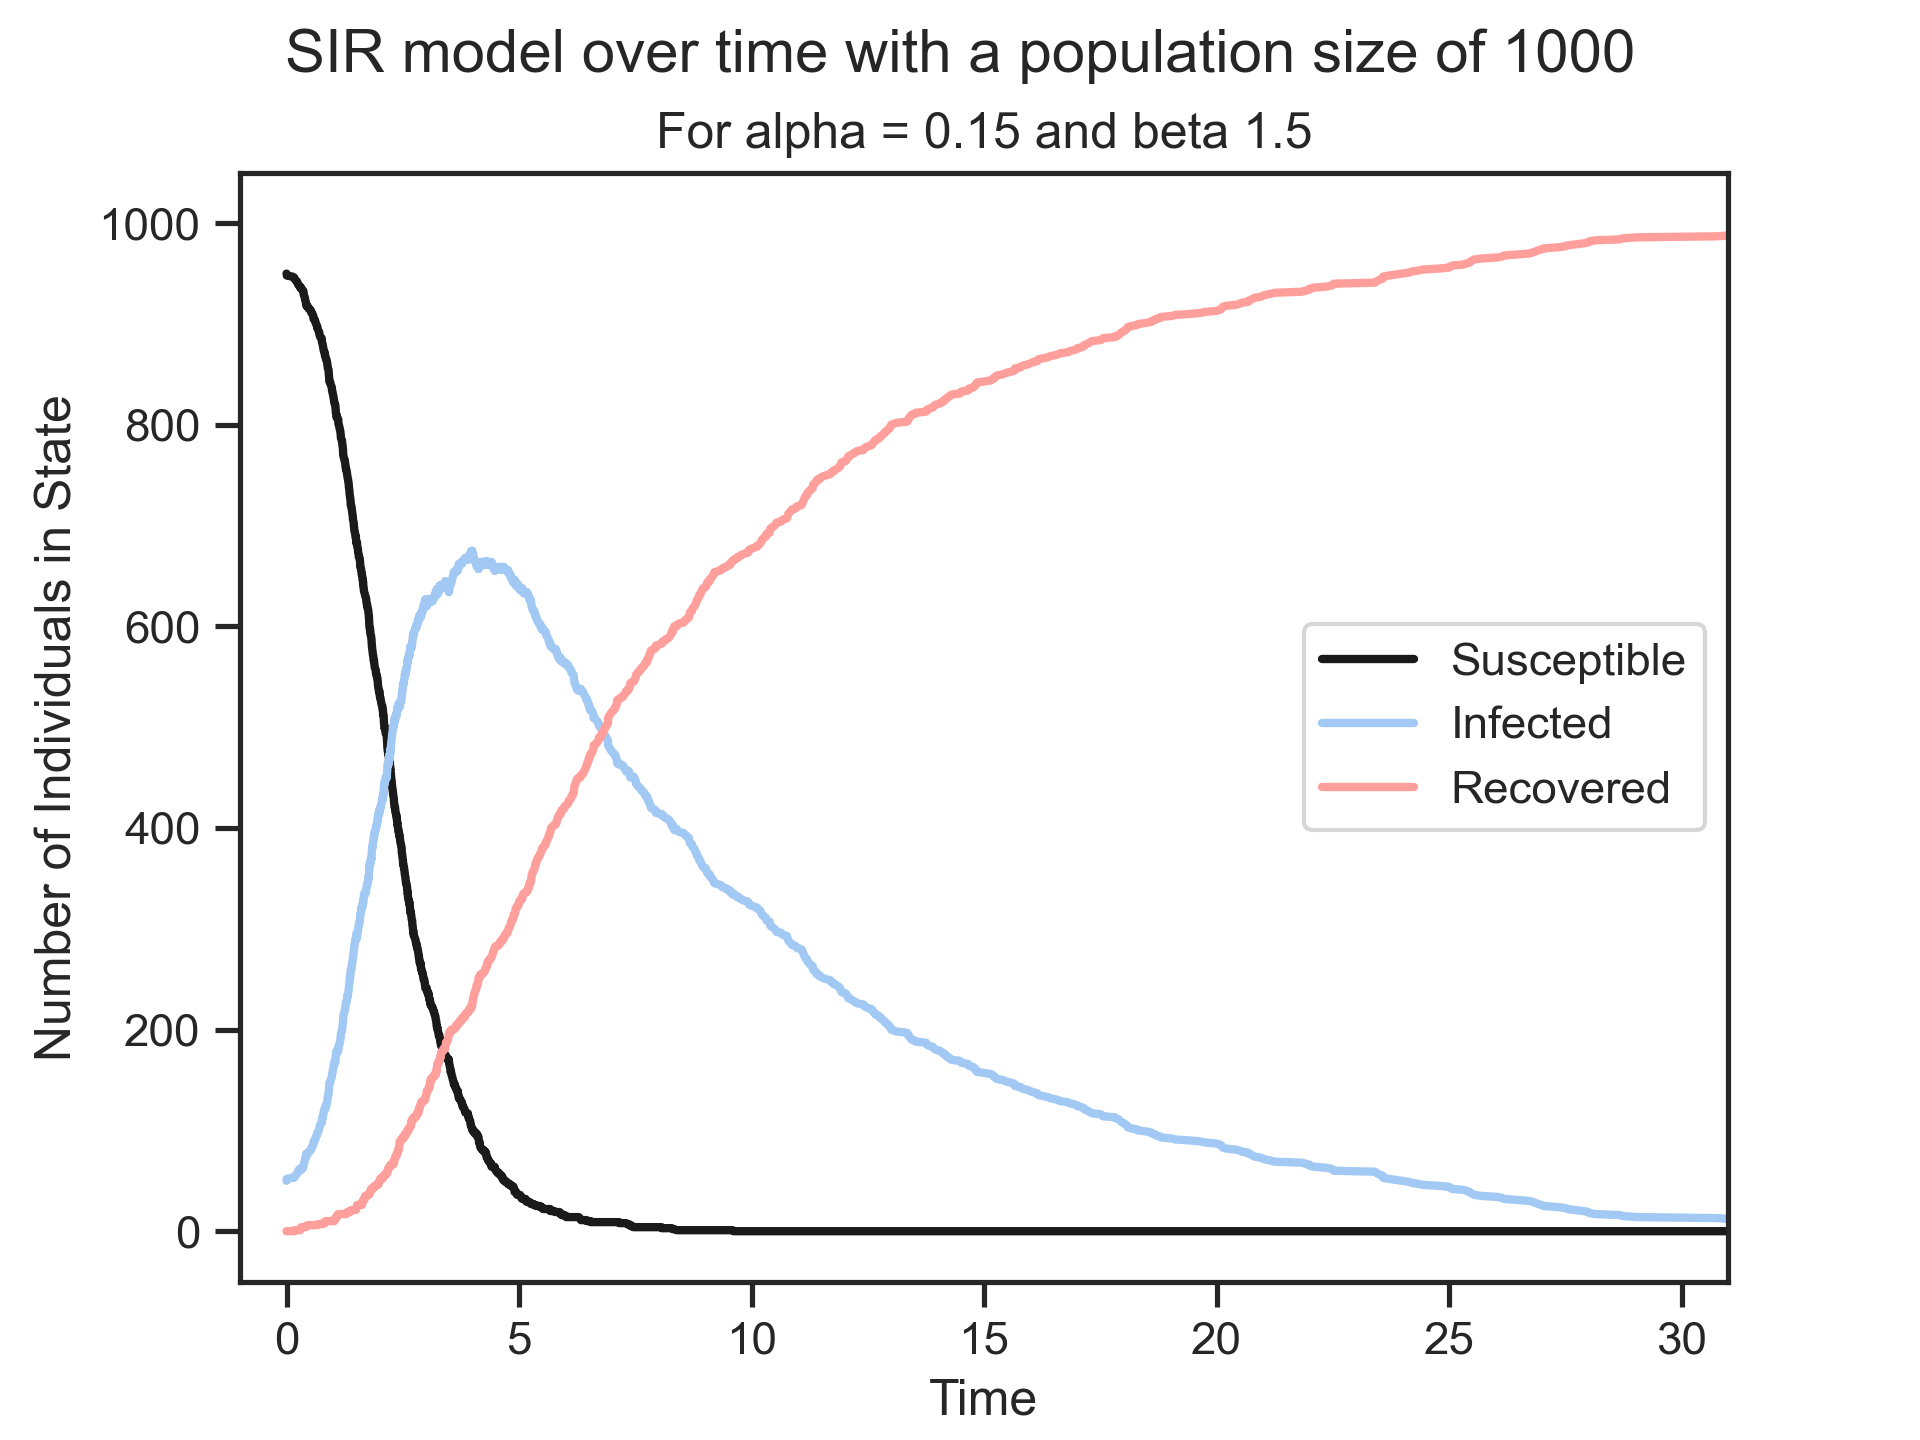 SIR model over time with a population size of 1000
For alpha = 0.15 and beta 1.5
Number of Individuals in State
1000
800
600
400
200
0
Susceptible
Infected
Recovered
0 5 10 15 20 25 30
Time